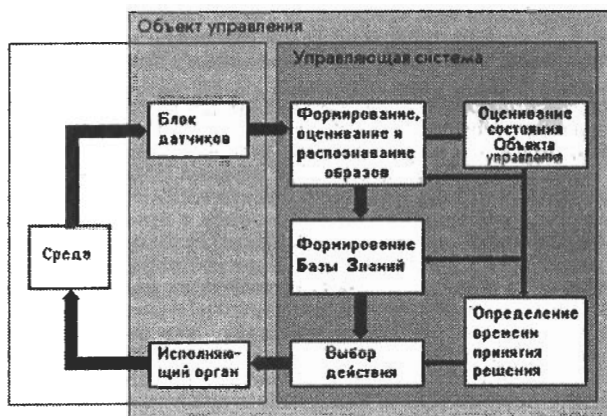 Объект управления
Управляющая система
Блок
датчиков
Формирование,
оценивание и
распознавание
образов
Оценивание
состояния
Объекта
управления
Среда
Формирование
Базы Знаний
Исполняю-
щий орган
Выбор
действия
Определение
времени
принятия
решения